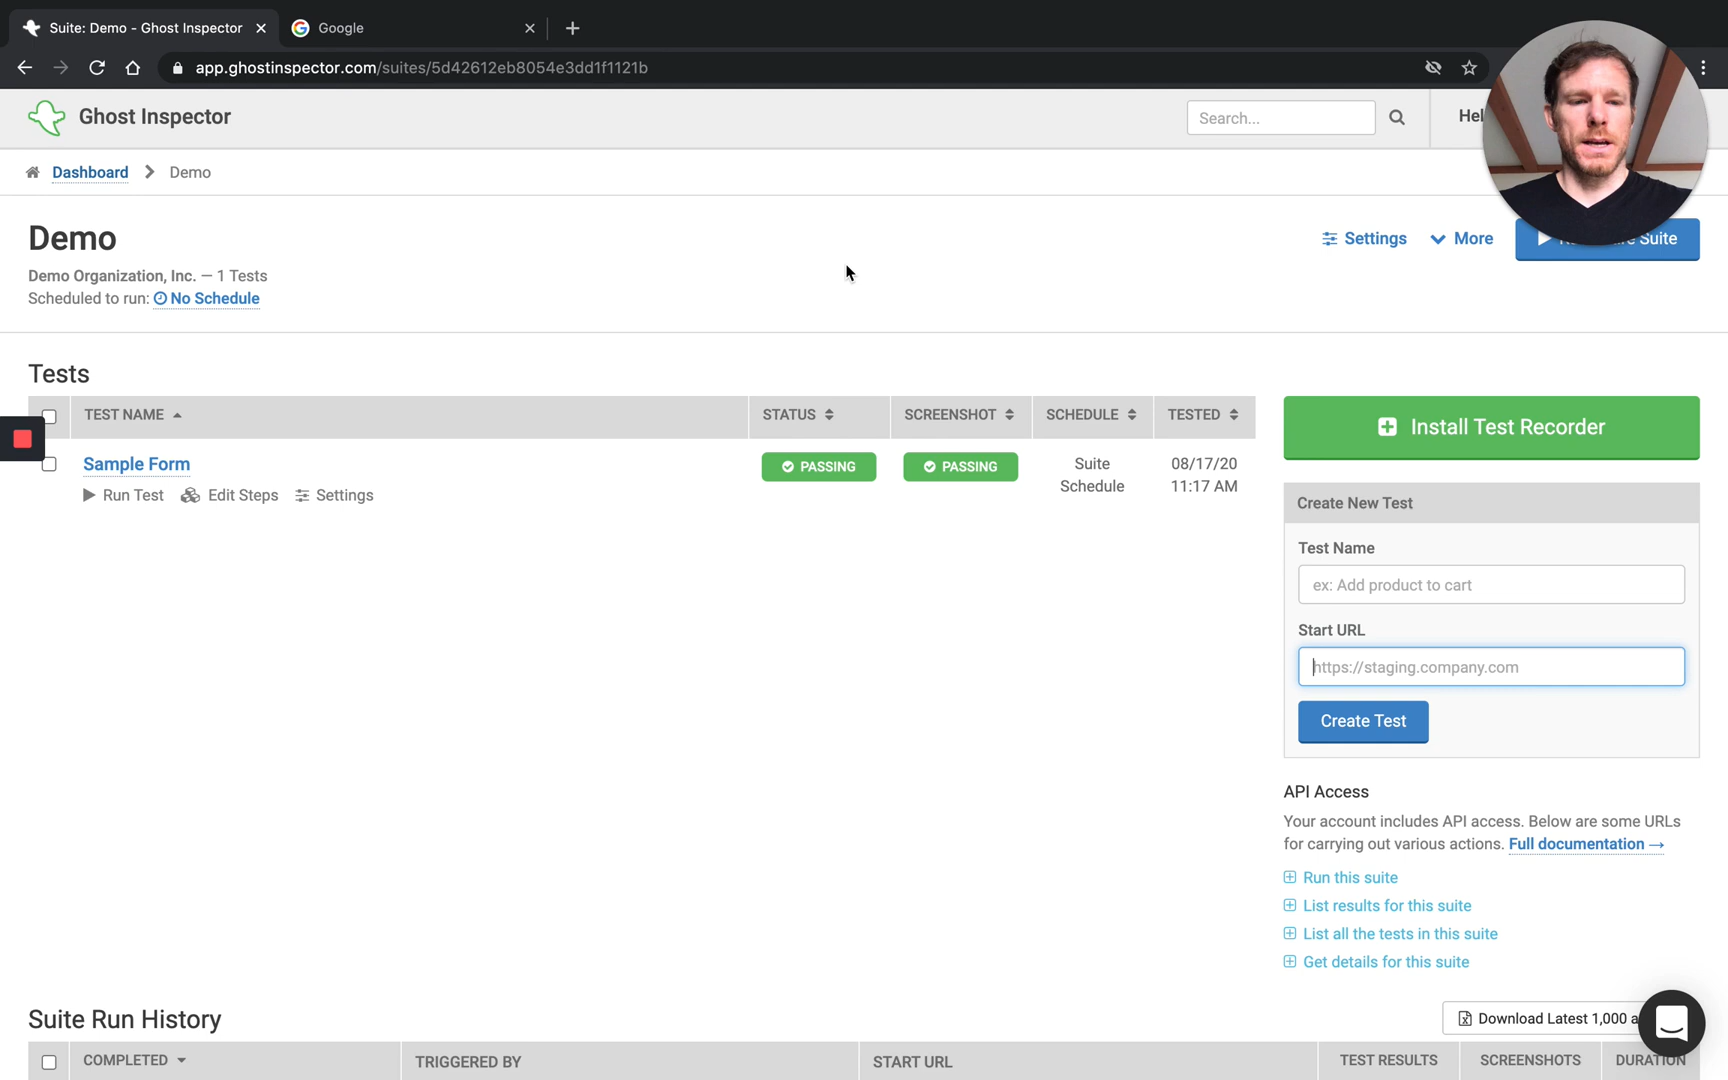 Suite: Demo - Ghost Inspector
Google
app.ghostinspector.com/suites/5d42612eb8054e3dd1f1121b
Ghost Inspector
Search...
Dashboard
Demo
Demo
Settings
More
Suite
Demo Organization, Inc. — 1 Tests
Scheduled to run: No Schedule
Tests
TEST NAME
STATUS
SCREENSHOT
SCHEDULE
TESTED
Sample Form
PASSING
PASSING
Suite
Schedule
08/17/20
11:17 AM
Run Test
Edit Steps
Settings
Install Test Recorder
Create New Test
Test Name
ex: Add product to cart
Start URL
https://staging.company.com
Create Test
API Access
Your account includes API access. Below are some URLs
for carrying out various actions. Full documentation →
Run this suite
List results for this suite
List all the tests in this suite
Get details for this suite
Suite Run History
Download Latest 1,000
COMPLETED
TRIGGERED BY
START URL
TEST RESULTS
SCREENSHOTS
DURATION